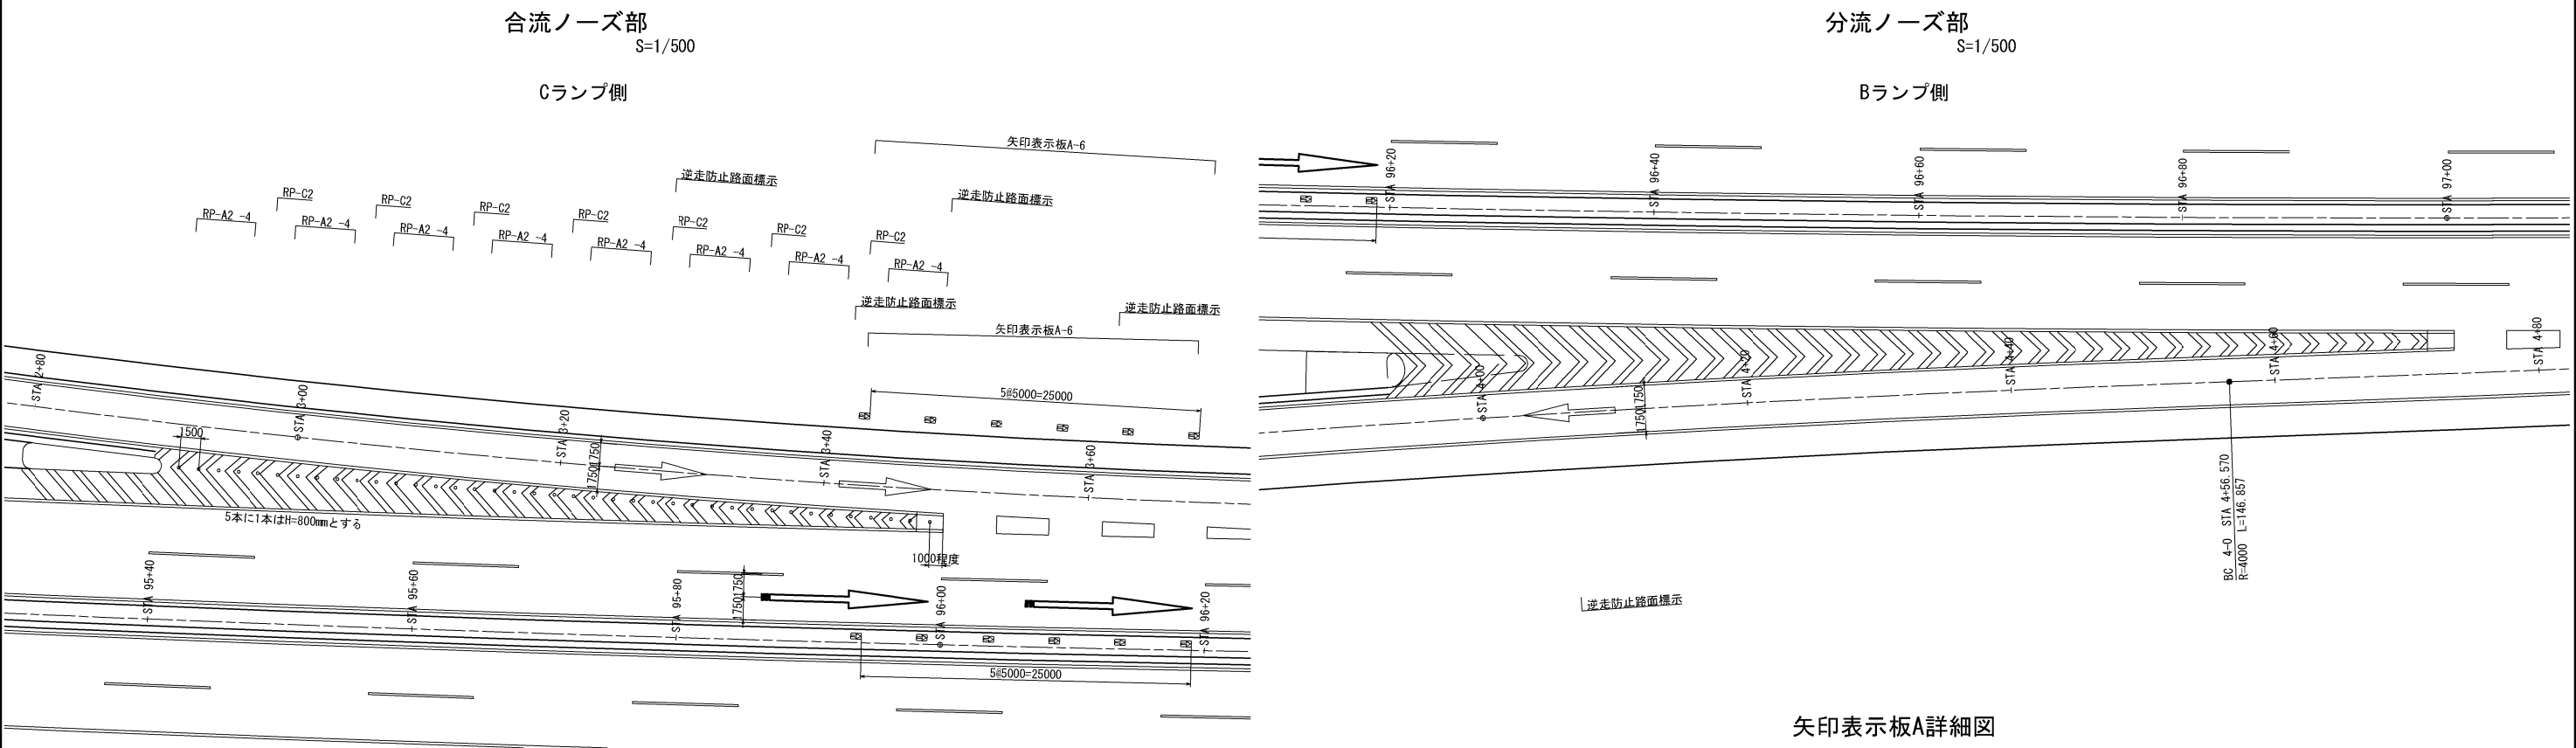 合流ノーズ部
S=1/500
Cランプ側
矢印表示板A-6
逆走防止路面標示
逆走防止路面標示
RP-C2
RP-C2
RP-C2
RP-C2
RP-C2
RP-C2
RP-C2
RP-A2 -4
RP-A2 -4
RP-A2 -4
RP-A2 -4
RP-A2 -4
RP-A2 -4
RP-A2 -4
RP-A2 -4
逆走防止路面標示
逆走防止路面標示
矢印表示板A-6
5@5000=25000
STA 2+80
STA 3+00
STA 3+20
STA 3+40
STA 3+60
1500
1750
1750
5本に1本はH=800mmとする
1000程度
STA 95+40
STA 95+60
STA 95+80
STA 96+00
STA 96+20
1750
1750
5@5000=25000
分流ノーズ部
S=1/500
Bランプ側
STA 96+20
STA 96+40
STA 96+60
STA 96+80
STA 97+00
STA 4+00
STA 4+20
STA 4+40
STA 4+60
STA 4+80
1750
1750
BC 4-0 STA 4+56.570
R=4000 L=146.857
逆走防止路面標示
矢印表示板A詳細図